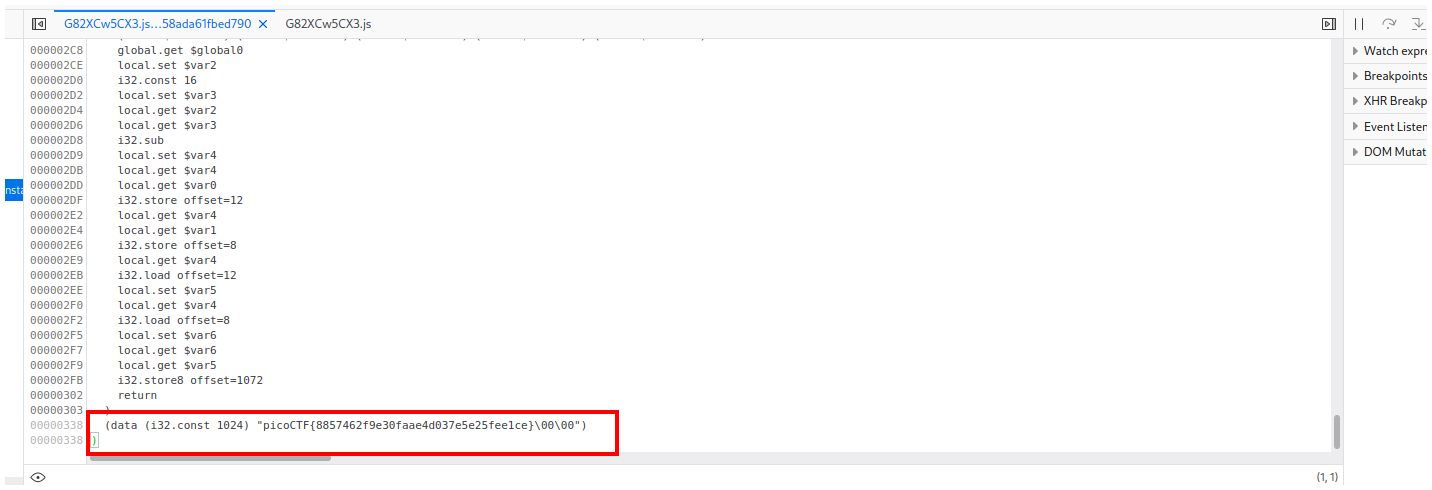 G82XCw5CX3.js…58ada61fbed790 G82XCw5CX3.js
000002C8 global.get $global0
000002CE local.set $var2
000002D0 i32.const 16
000002D2 local.set $var3
000002D4 local.get $var2
000002D6 local.get $var3
000002D8 i32.sub
000002D9 local.set $var4
000002DB local.get $var4
000002DD local.get $var0
000002DF i32.store offset=12
000002E2 local.get $var4
000002E4 local.get $var1
000002E6 i32.store offset=8
000002E9 local.get $var4
000002EB i32.load offset=12
000002EE local.set $var5
000002F0 local.get $var4
000002F2 i32.load offset=8
000002F5 local.set $var6
000002F7 local.get $var6
000002F9 local.get $var5
000002FB i32.store8 offset=1072
00000302 return
00000303 )
00000338 (data (i32.const 1024) "picoCTF{8857462f9e30faae4d037e5e25fee1ce}\00\00")
00000338 )
nsta
Watch expre
Breakpoints
XHR Breakp
Event Listen
DOM Mutat
(1, 1)